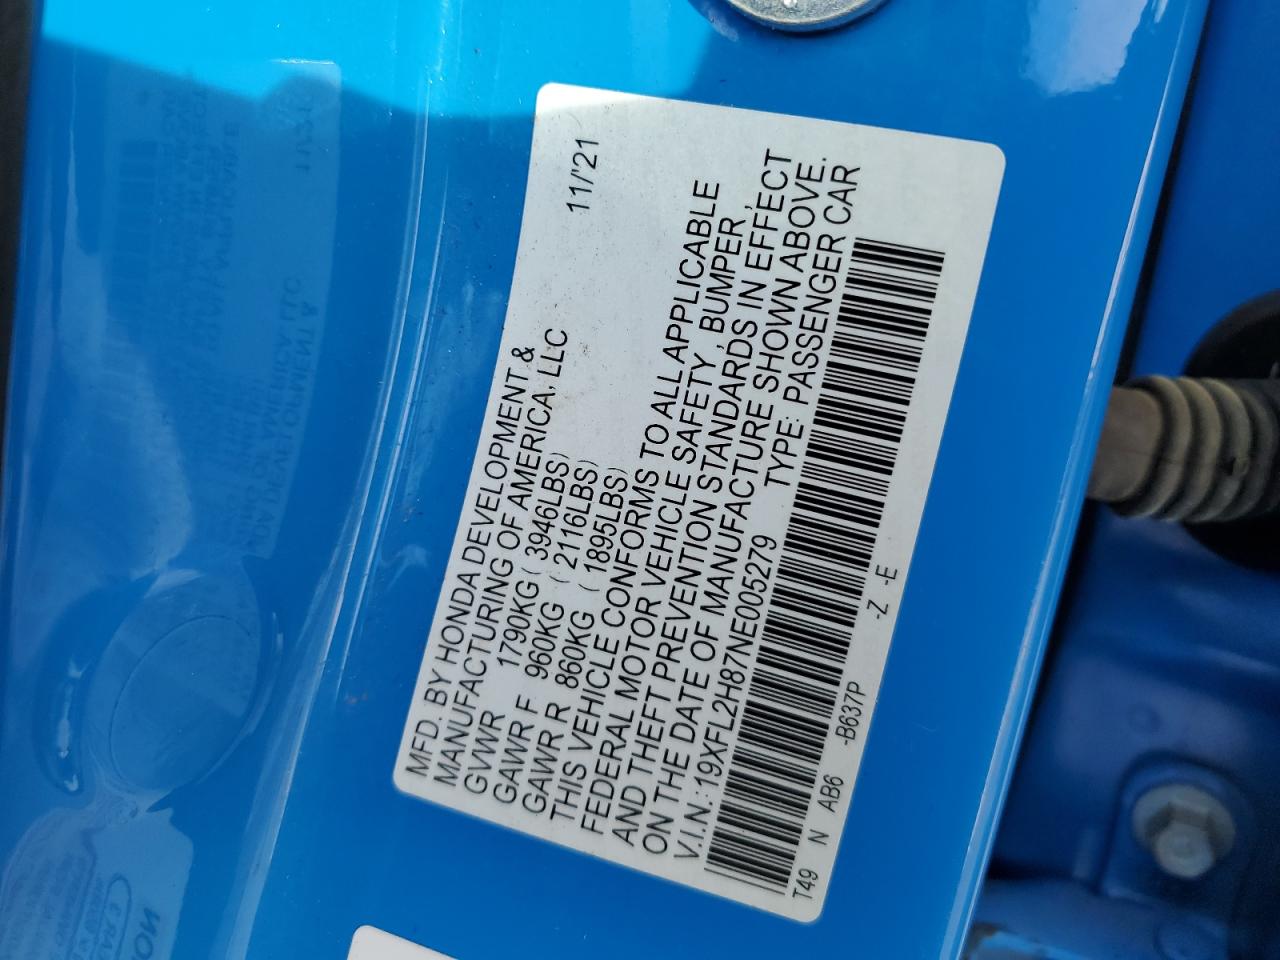 MFD. BY HONDA DEVELOPMENT &
MANUFACTURING OF AMERICA, LLC 11/'21
GVWR 1790KG ( 3946LBS)
GAWR F 960KG ( 2116LBS)
GAWR R 860KG ( 1895LBS)
THIS VEHICLE CONFORMS TO ALL APPLICABLE
FEDERAL MOTOR VEHICLE SAFETY , BUMPER ,
AND THEFT PREVENTION STANDARDS IN EFFECT
ON THE DATE OF MANUFACTURE SHOWN ABOVE.
V.I.N.:19XFL2H87NE005279 TYPE: PASSENGER CAR
T49 N AB6 -B637P -Z -E